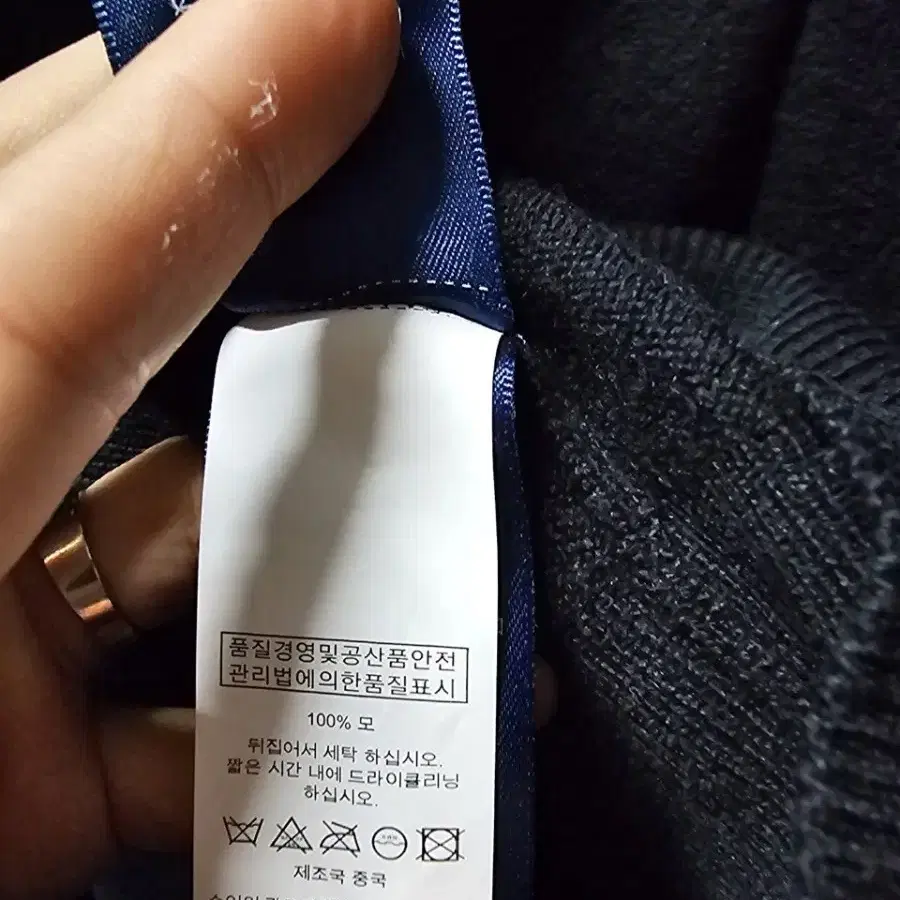 품질경영및공산품안전
관리법에의한품질표시
100% 모
뒤집어서 세탁 하십시오.
짧은 시간 내에 드라이클리닝
하십시오.
제조국 중국